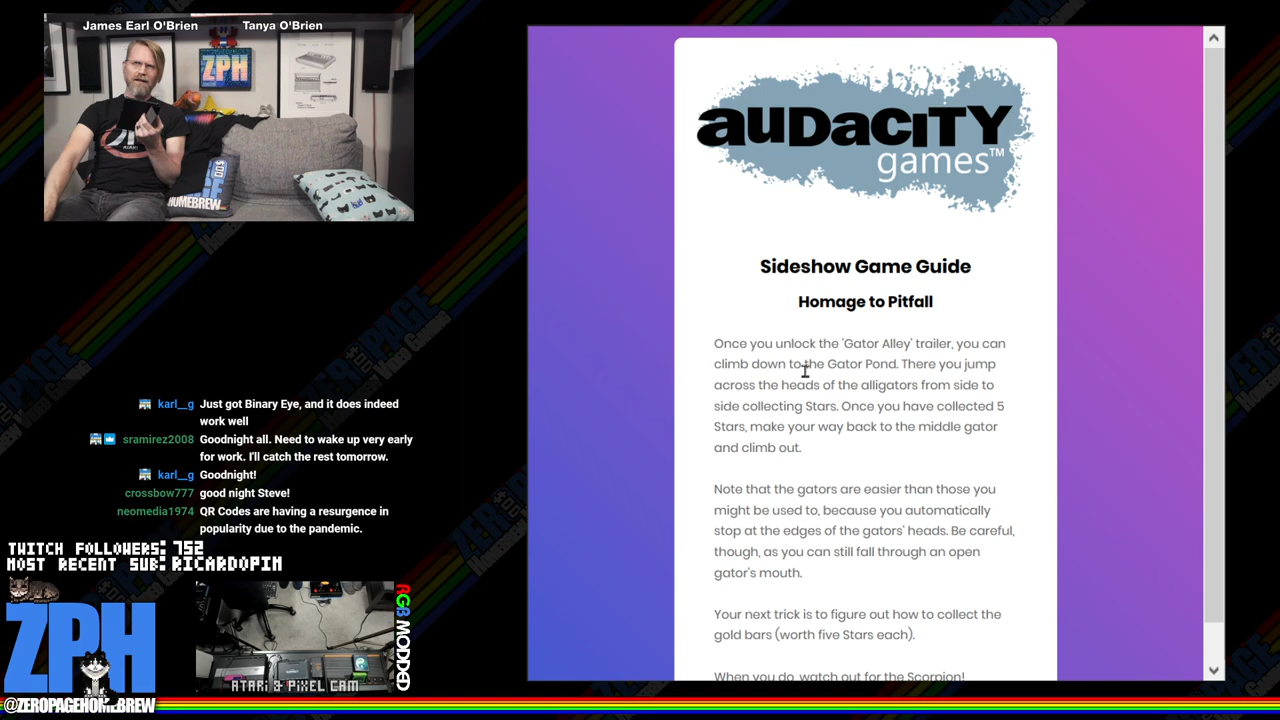 James Earl O'Brien
Tanya O'Brien
ZPH
HOMEBREW
karl__g Just got Binary Eye, and it does indeed
work well
sramirez2008 Goodnight all. Need to wake up very early
for work. I'll catch the rest tomorrow.
karl__g Goodnight!
crossbow777 good night Steve!
neomedia1974 QR Codes are having a resurgence in
popularity due to the pandemic.
TWITCH FOLLOWERS: 752
MOST RECENT SUB: RICARDOPIM
ZPH
RGB MODDED
ATARI & PIXEL CAM
@ZEROPAGEHOMEBREW
auDacITY
games™
Sideshow Game Guide
Homage to Pitfall
Once you unlock the 'Gator Alley' trailer, you can
climb down to the Gator Pond. There you jump
across the heads of the alligators from side to
side collecting Stars. Once you have collected 5
Stars, make your way back to the middle gator
and climb out.
Note that the gators are easier than those you
might be used to, because you automatically
stop at the edges of the gators' heads. Be careful,
though, as you can still fall through an open
gator's mouth.
Your next trick is to figure out how to collect the
gold bars (worth five Stars each).
When you do, watch out for the Scorpion!